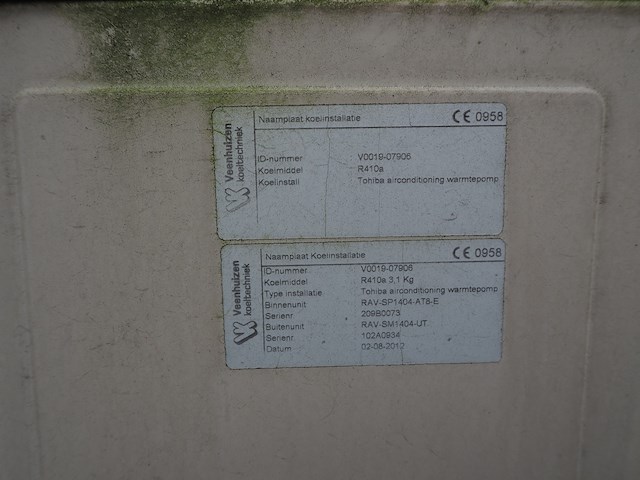 Veenhuizen
koeltechniek
Naamplaat koelinstallatie CE 0958
ID-nummer V0019-07906
Koelmiddel R410a
Koelinstall Tohiba airconditioning warmtepomp
Veenhuizen
koeltechniek
Naamplaat Koelinstallatie CE 0958
ID-nummer V0019-07906
Koelmiddel R410a 3,1 Kg
Type installatie Tohiba airconditioning warmtepomp
Binnenunit RAV-SP1404-AT8-E
Serienr 209B0073
Buitenunit RAV-SM1404-UT
Serienr 102A0934
Datum 02-08-2012